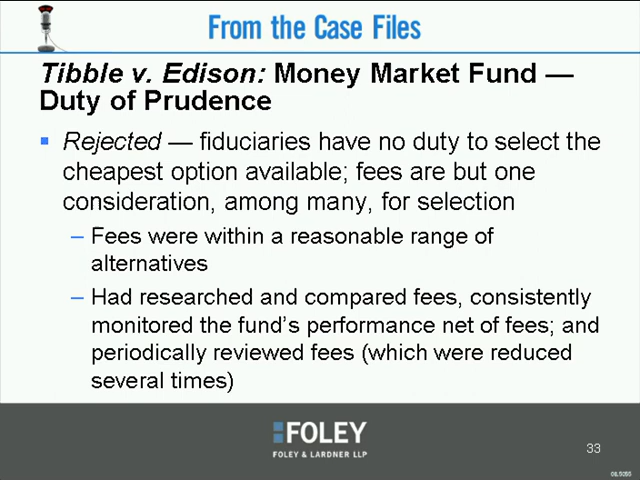 From the Case Files
Tibble v. Edison: Money Market Fund —
Duty of Prudence
Rejected — fiduciaries have no duty to select the
cheapest option available; fees are but one
consideration, among many, for selection
– Fees were within a reasonable range of
alternatives
– Had researched and compared fees, consistently
monitored the fund's performance net of fees; and
periodically reviewed fees (which were reduced
several times)
FOLEY
FOLEY & LARDNER LLP
33